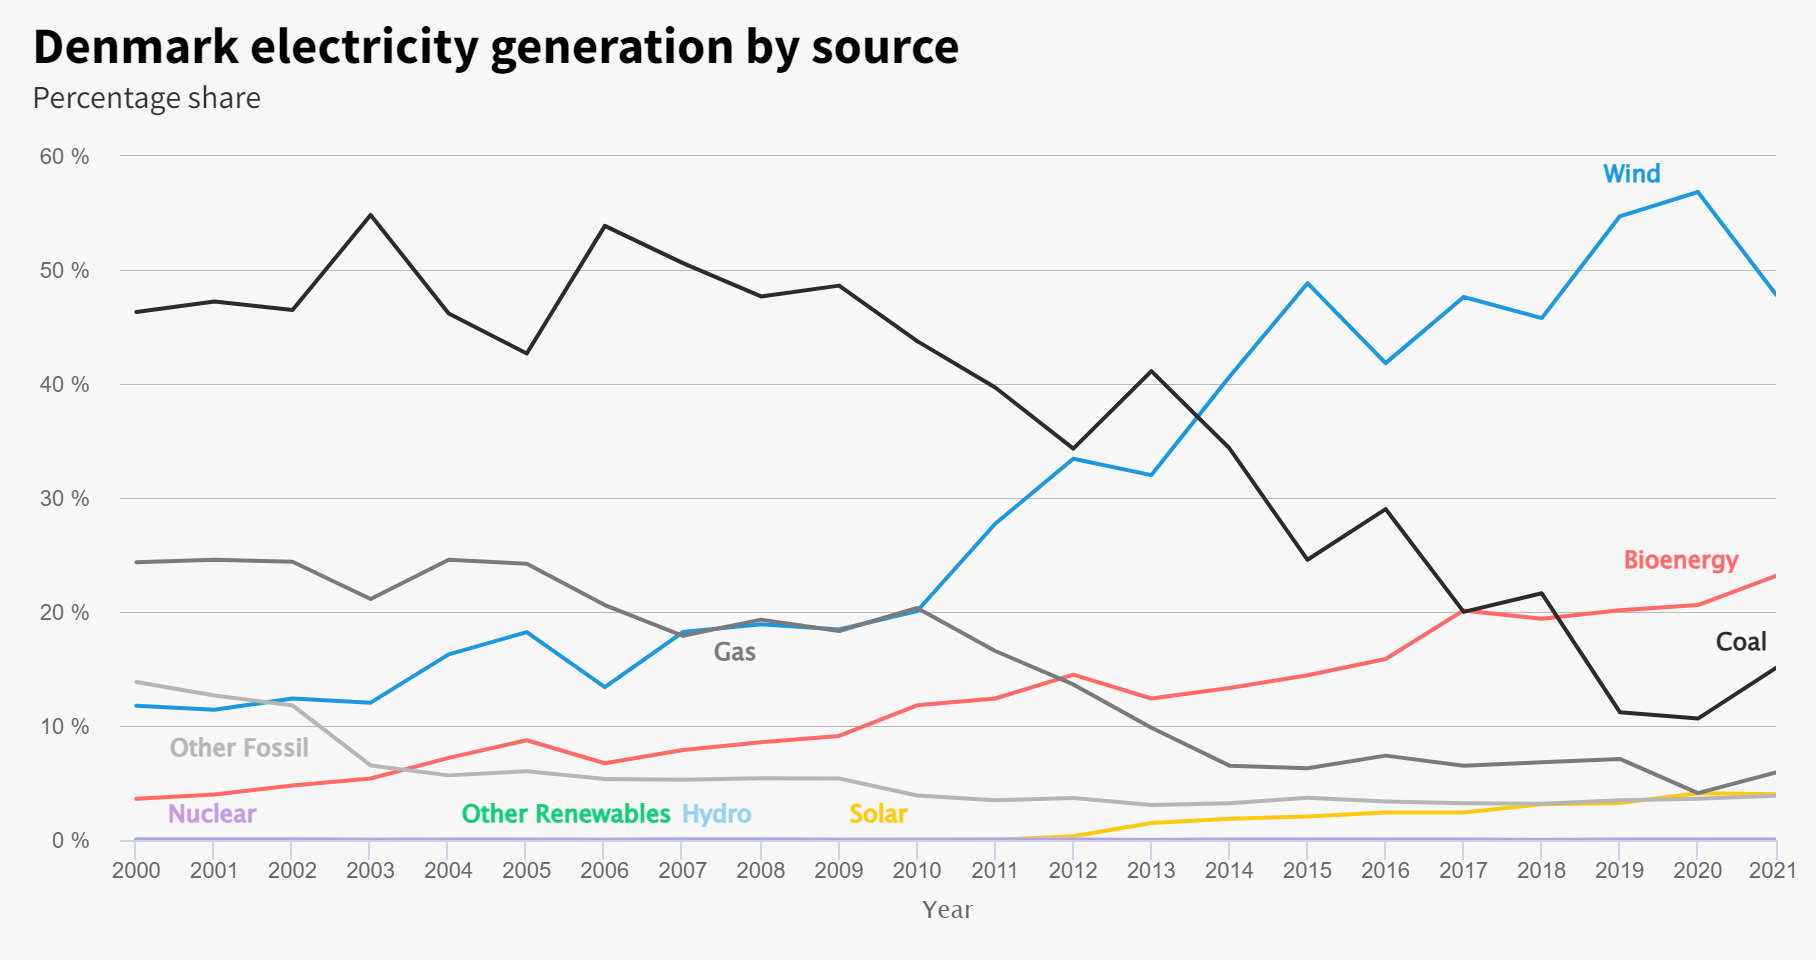 Denmark electricity generation by source
Percentage share
60 %
Wind
50 %
40 %
30 %
Bioenergy
20 %
Coal
Gas
10 %
Other Fossil
Nuclear Other Renewables Hydro Solar
0 %
2000 2001 2002 2003 2004 2005 2006 2007 2008 2009 2010 2011 2012 2013 2014 2015 2016 2017 2018 2019 2020 2021
Year